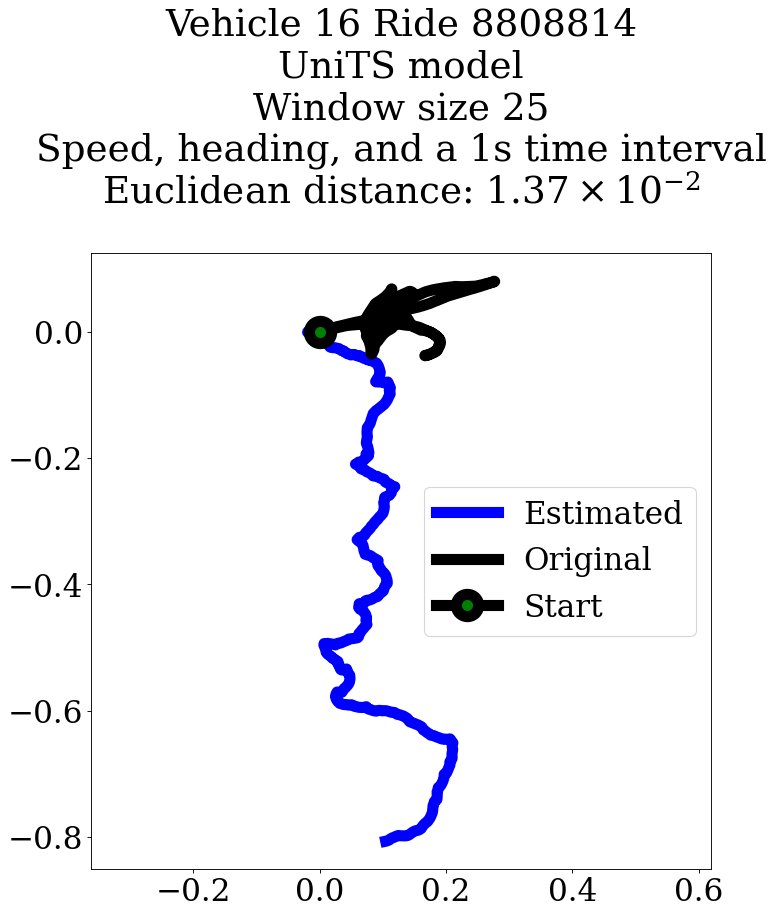 Vehicle 16 Ride 8808814
UniTS model
Window size 25
Speed, heading, and a 1s time interval
Euclidean distance: 1.37 × 10⁻²
0.0
−0.2
−0.4
−0.6
−0.8
Estimated
Original
Start
−0.2 0.0 0.2 0.4 0.6